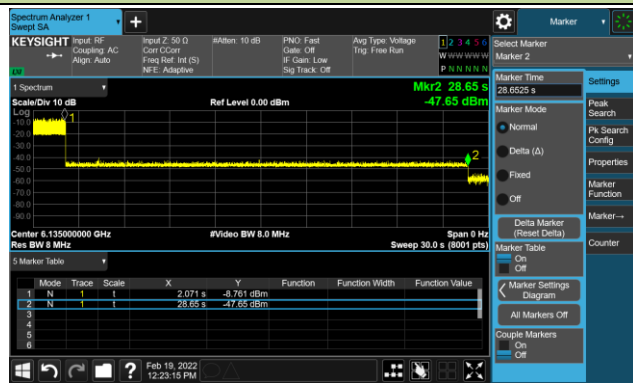 Spectrum Analyzer 1
Swept SA
Marker
KEYSIGHT
Input: RF
Coupling: AC
Align: Auto
Input Z: 50 Ω
Corr CCorr
Freq Ref: Int (S)
NFE: Adaptive
#Atten: 10 dB
PNO: Fast
Gate: Off
IF Gain: Low
Sig Track: Off
Avg Type: Voltage
Trig: Free Run
1 2 3 4 5 6
W W W W W W
P N N N N N
Select Marker
Marker 2
1 Spectrum
Scale/Div 10 dB
Ref Level 0.00 dBm
Mkr2 28.65 s
-47.65 dBm
Log
-10.0
-20.0
-30.0
-40.0
-50.0
-60.0
-70.0
-80.0
-90.0
1
2
Center 6.135000000 GHz
Res BW 8 MHz
#Video BW 8.0 MHz
Span 0 Hz
Sweep 30.0 s (8001 pts)
5 Marker Table
Mode Trace Scale X Y Function Function Width Function Value
1 N 1 t 2.071 s -8.761 dBm
2 N 1 t 28.65 s -47.65 dBm
3
4
5
6
Marker Time
28.6525 s
Marker Mode
Normal
Delta (Δ)
Fixed
Off
Delta Marker
(Reset Delta)
Marker Table
On
Off
Marker Settings
Diagram
All Markers Off
Couple Markers
On
Off
Settings
Peak
Search
Pk Search
Config
Properties
Marker
Function
Marker→
Counter
Feb 19, 2022
12:23:15 PM